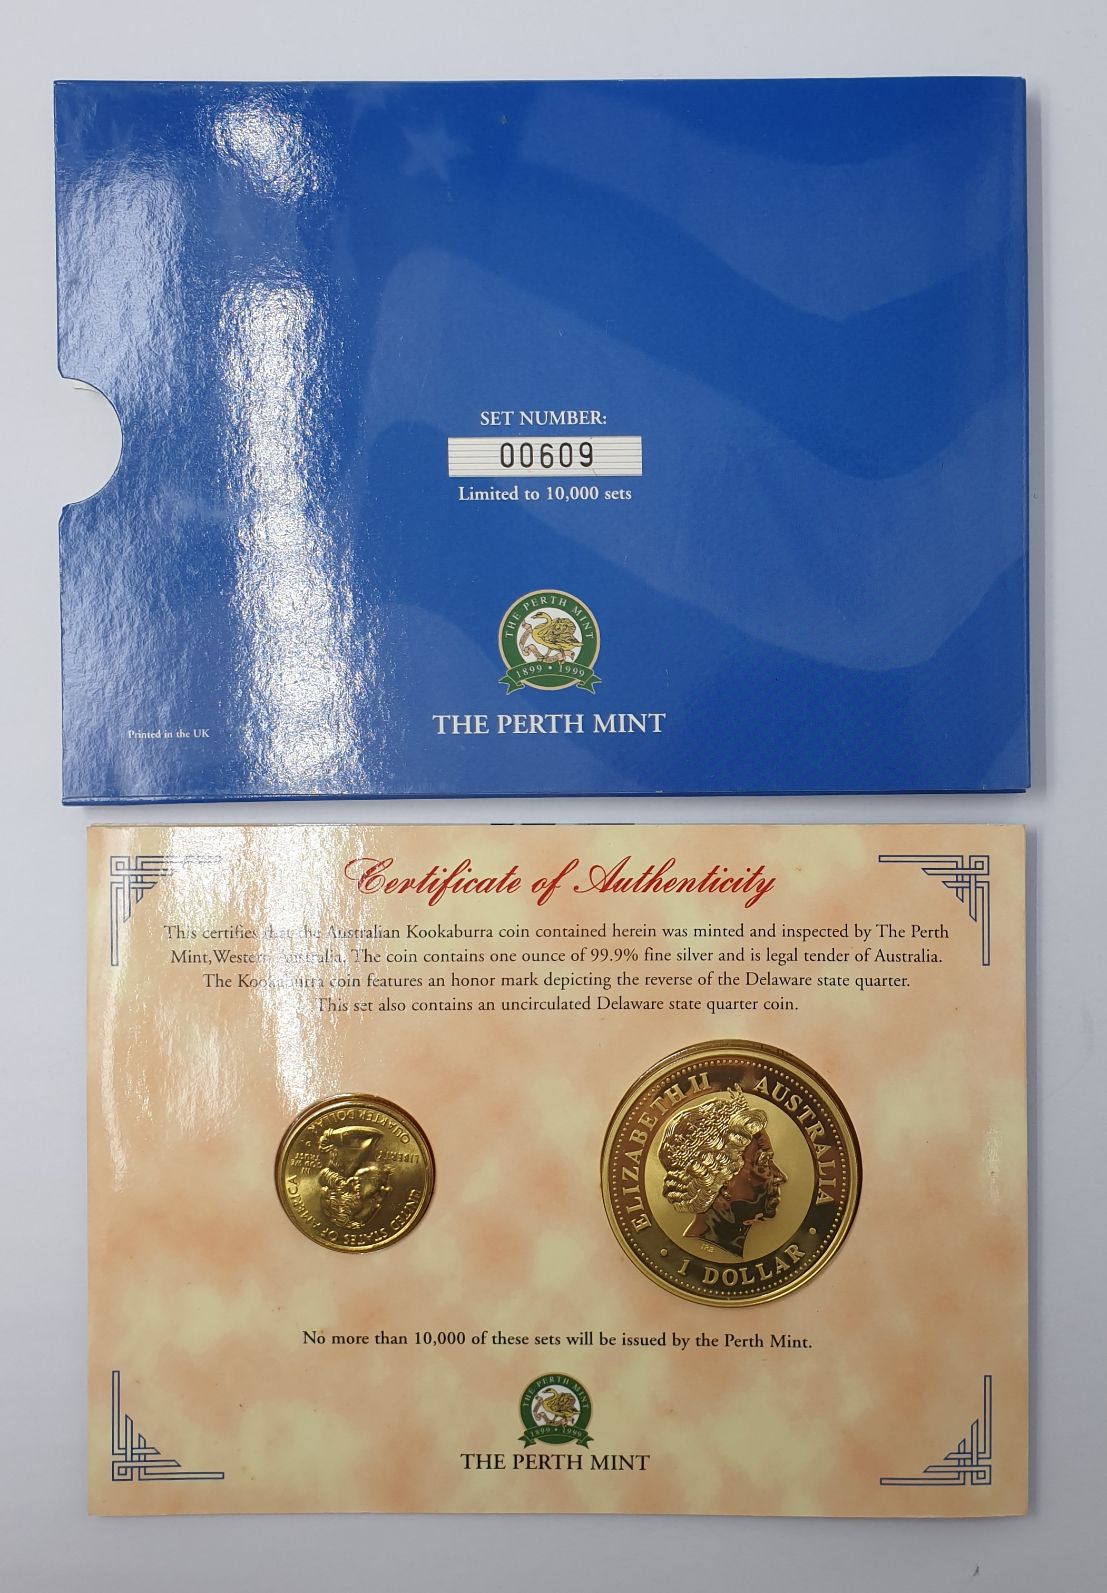 SET NUMBER:
00609
Limited to 10,000 sets
THE PERTH MINT
1899 • 1999
THE PERTH MINT
Printed in the UK
Certificate of Authenticity
This certifies that the Australian Kookaburra coin contained herein was minted and inspected by The Perth
Mint, Western Australia. The coin contains one ounce of 99.9% fine silver and is legal tender of Australia.
The Kookaburra coin features an honor mark depicting the reverse of the Delaware state quarter.
This set also contains an uncirculated Delaware state quarter coin.
UNITED STATES OF AMERICA
LIBERTY
IN GOD WE TRUST
QUARTER DOLLAR
ELIZABETH II AUSTRALIA
IRB
• 1 DOLLAR •
No more than 10,000 of these sets will be issued by the Perth Mint.
THE PERTH MINT
1899 • 1999
THE PERTH MINT